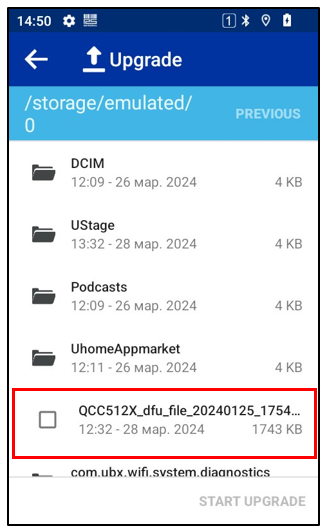 14:50
1
Upgrade
/storage/emulated/
0
PREVIOUS
DCIM
12:09 - 26 мар. 2024 4 KB
UStage
13:32 - 28 мар. 2024 4 KB
Podcasts
12:09 - 26 мар. 2024 4 KB
UhomeAppmarket
12:11 - 26 мар. 2024 4 KB
QCC512X_dfu_file_20240125_1754...
12:32 - 28 мар. 2024 1743 KB
com.ubx.wifi.system.diagnostics
START UPGRADE